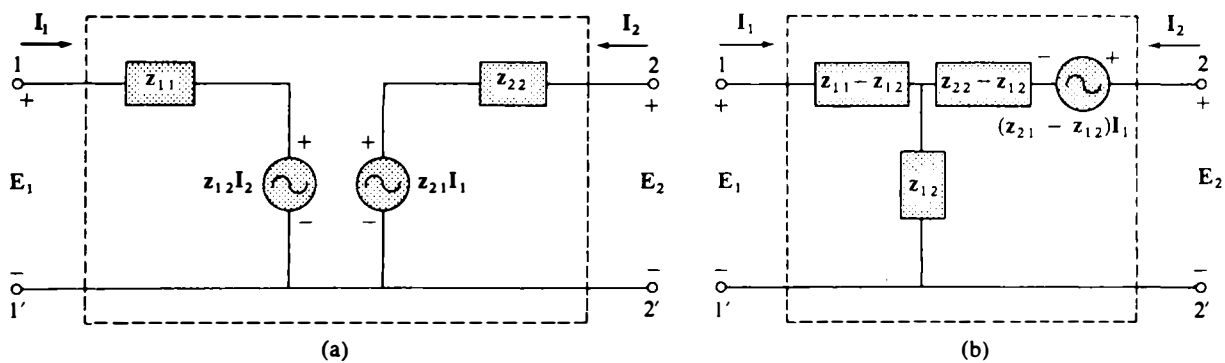 I₁ I₂
1 z₁₁ z₂₂ 2
+ +
+ +
E₁ z₁₂I₂ z₂₁I₁ E₂
− −
− −
1′ 2′
(a)
I₁ I₂
1 − + 2
z₁₁ − z₁₂ z₂₂ − z₁₂
+ +
(z₂₁ − z₁₂)I₁
E₁ z₁₂ E₂
− −
1′ 2′
(b)